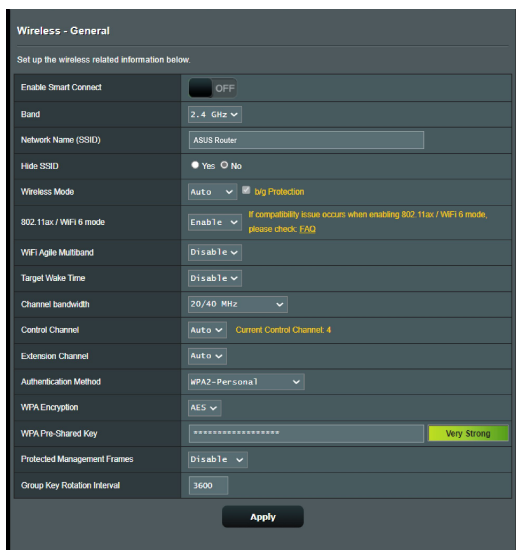 Wireless - General
Set up the wireless related information below.
Enable Smart Connect OFF
Band 2.4 GHz
Network Name (SSID) ASUS Router
Hide SSID Yes No
Wireless Mode Auto b/g Protection
802.11ax / WiFi 6 mode Enable If compatibility issue occurs when enabling 802.11ax / WiFi 6 mode,
please check: FAQ
WiFi Agile Multiband Disable
Target Wake Time Disable
Channel bandwidth 20/40 MHz
Control Channel Auto Current Control Channel: 4
Extension Channel Auto
Authentication Method WPA2-Personal
WPA Encryption AES
WPA Pre-Shared Key ****************** Very Strong
Protected Management Frames Disable
Group Key Rotation Interval 3600
Apply